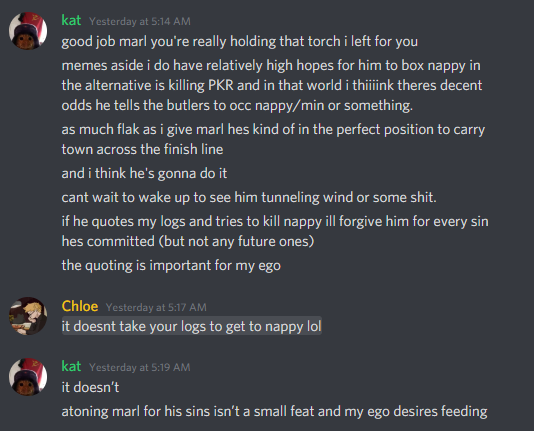 kat Yesterday at 5:14 AM
good job marl you're really holding that torch i left for you
memes aside i do have relatively high hopes for him to box nappy in
the alternative is killing PKR and in that world i thiiiink theres decent
odds he tells the butlers to occ nappy/min or something.
as much flak as i give marl hes kind of in the perfect position to carry
town across the finish line
and i think he's gonna do it
cant wait to wake up to see him tunneling wind or some shit.
if he quotes my logs and tries to kill nappy ill forgive him for every sin
hes committed (but not any future ones)
the quoting is important for my ego
Chloe Yesterday at 5:17 AM
it doesnt take your logs to get to nappy lol
kat Yesterday at 5:19 AM
it doesn’t
atoning marl for his sins isn’t a small feat and my ego desires feeding